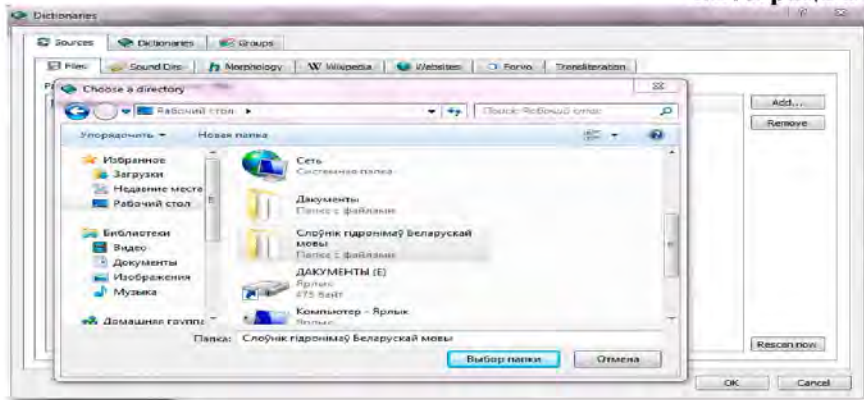 Dictionaries
Sources Dictionaries Groups
Files Sound Dirs Morphology Wikipedia Websites Forvo Transliteration
Choose a directory
Add...
Рабочий стол
Поиск: Рабочий стол
Remove
Упорядочить Новая папка
Избранное
Загрузки
Недавние места
Рабочий стол
Библиотеки
Видео
Документы
Изображения
Музыка
Домашняя группа
Сеть
Системная папка
Дакументы
Папка с файлами
Слоўнік гідронімаў Беларускай
мовы
Папка с файлами
ДАКУМЕНТЫ (E)
Ярлык
475 байт
Компьютер - Ярлык
Ярлык
Папка: Слоўнік гідронімаў Беларускай мовы
Выбор папки Отмена
Rescan now
OK Cancel